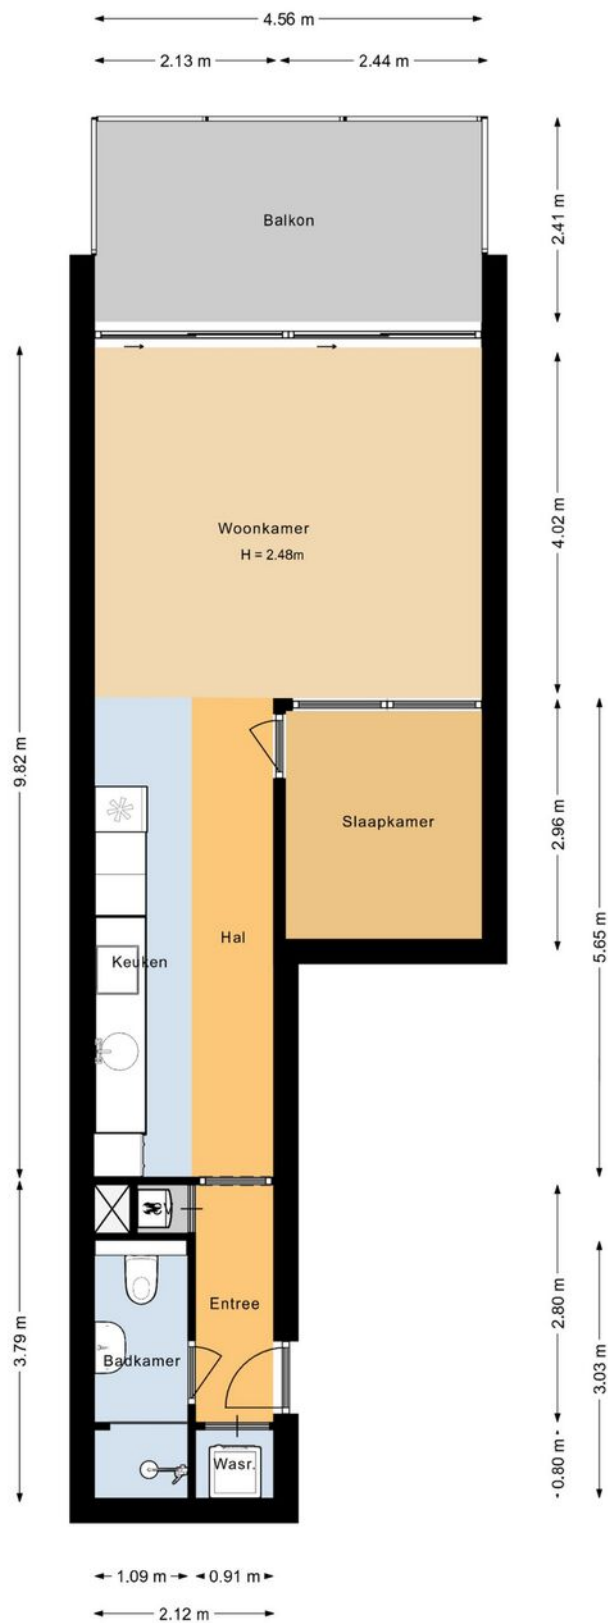 4.56 m
2.13 m
2.44 m
Balkon
2.41 m
Woonkamer
H = 2.48m
4.02 m
9.82 m
Slaapkamer
2.96 m
Hal
Keuken
5.65 m
Entree
2.80 m
3.79 m
Badkamer
3.03 m
Wasr.
0.80 m
1.09 m
0.91 m
2.12 m